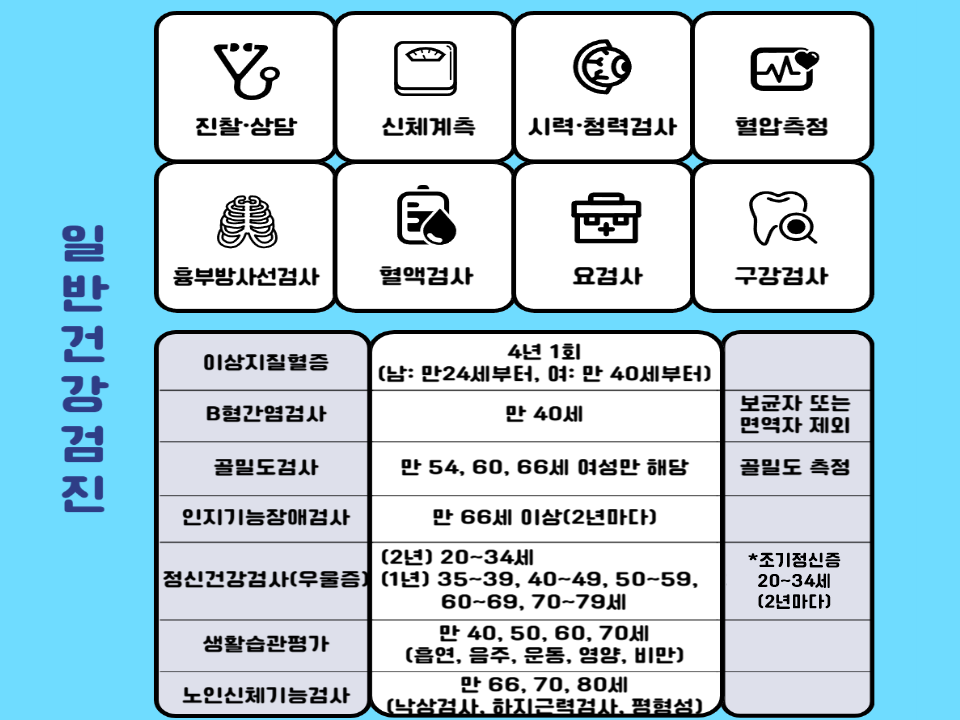 일반건강검진
진찰·상담
신체계측
시력·청력검사
혈압측정
흉부방사선검사
혈액검사
요검사
구강검사
이상지질혈증
4년 1회
(남: 만24세부터, 여: 만 40세부터)
B형간염검사
만 40세
보균자 또는
면역자 제외
골밀도검사
만 54, 60, 66세 여성만 해당
골밀도 측정
인지기능장애검사
만 66세 이상(2년마다)
정신건강검사(우울증)
(2년) 20~34세
(1년) 35~39, 40~49, 50~59,
60~69, 70~79세
*조기정신증
20~34세
(2년마다)
생활습관평가
만 40, 50, 60, 70세
(흡연, 음주, 운동, 영양, 비만)
노인신체기능검사
만 66, 70, 80세
(낙상검사, 하지근력검사, 평형성)